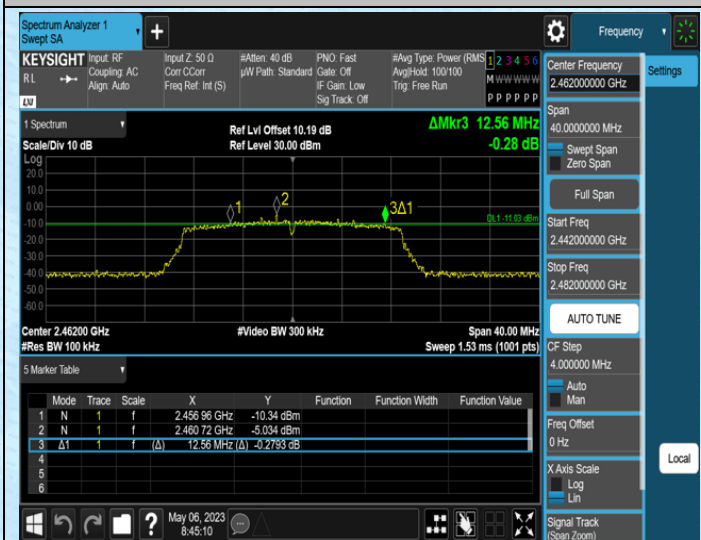 Spectrum Analyzer 1
Swept SA
+
Frequency
KEYSIGHT
RL
LXI
Input: RF
Coupling: AC
Align: Auto
Input Z: 50 Ω
Corr CCorr
Freq Ref: Int (S)
#Atten: 40 dB
µW Path: Standard
PNO: Fast
Gate: Off
IF Gain: Low
Sig Track: Off
#Avg Type: Power (RMS
Avg|Hold: 100/100
Trig: Free Run
1 2 3 4 5 6
M W W W W W
P P P P P P
1 Spectrum
Scale/Div 10 dB
Ref Lvl Offset 10.19 dB
Ref Level 30.00 dBm
ΔMkr3 12.56 MHz
-0.28 dB
Log
20.0
10.0
0.00
-10.0
-20.0
-30.0
-40.0
-50.0
-60.0
1
2
3Δ1
DL1 -11.03 dBm
Center 2.46200 GHz
#Video BW 300 kHz
Span 40.00 MHz
#Res BW 100 kHz
Sweep 1.53 ms (1001 pts)
5 Marker Table
Mode Trace Scale X Y Function Function Width Function Value
1 N 1 f 2.456 96 GHz -10.34 dBm
2 N 1 f 2.460 72 GHz -5.034 dBm
3 Δ1 1 f (Δ) 12.56 MHz (Δ) -0.2793 dB
4
5
6
?
May 06, 2023
8:45:10
Center Frequency
2.462000000 GHz
Settings
Span
40.0000000 MHz
Swept Span
Zero Span
Full Span
Start Freq
2.442000000 GHz
Stop Freq
2.482000000 GHz
AUTO TUNE
CF Step
4.000000 MHz
Auto
Man
Freq Offset
0 Hz
Local
X Axis Scale
Log
Lin
Signal Track
(Span Zoom)